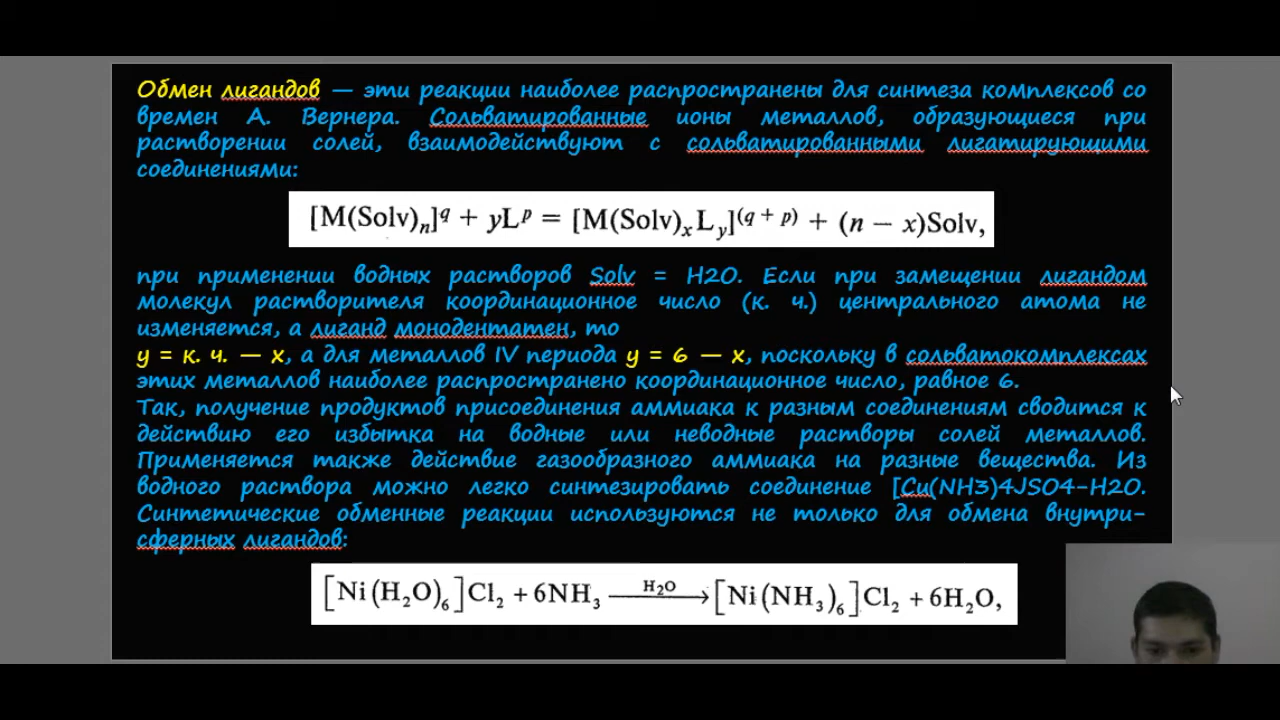 Обмен лигандов — эти реакции наиболее распространены для синтеза комплексов со
времен А. Вернера. Сольватированные ионы металлов, образующиеся при
растворении солей, взаимодействуют с сольватированными лигатирующими
соединениями:
[M(Solv)ₙ]^q + yL^p = [M(Solv)ₓL_y]^(q + p) + (n − x)Solv,
при применении водных растворов Solv = H2O. Если при замещении лигандом
молекул растворителя координационное число (к. ч.) центрального атома не
изменяется, а лиганд монодентатен, то
y = к. ч. — x, а для металлов IV периода y = 6 — x, поскольку в сольватокомплексах
этих металлов наиболее распространено координационное число, равное 6.
Так, получение продуктов присоединения аммиака к разным соединениям сводится к
действию его избытка на водные или неводные растворы солей металлов.
Применяется также действие газообразного аммиака на разные вещества. Из
водного раствора можно легко синтезировать соединение [Cu(NH3)4JSO4-H2O.
Синтетические обменные реакции используются не только для обмена внутри-
сферных лигандов:
H₂O
[Ni(H₂O)₆]Cl₂ + 6NH₃ ⟶ [Ni(NH₃)₆]Cl₂ + 6H₂O,